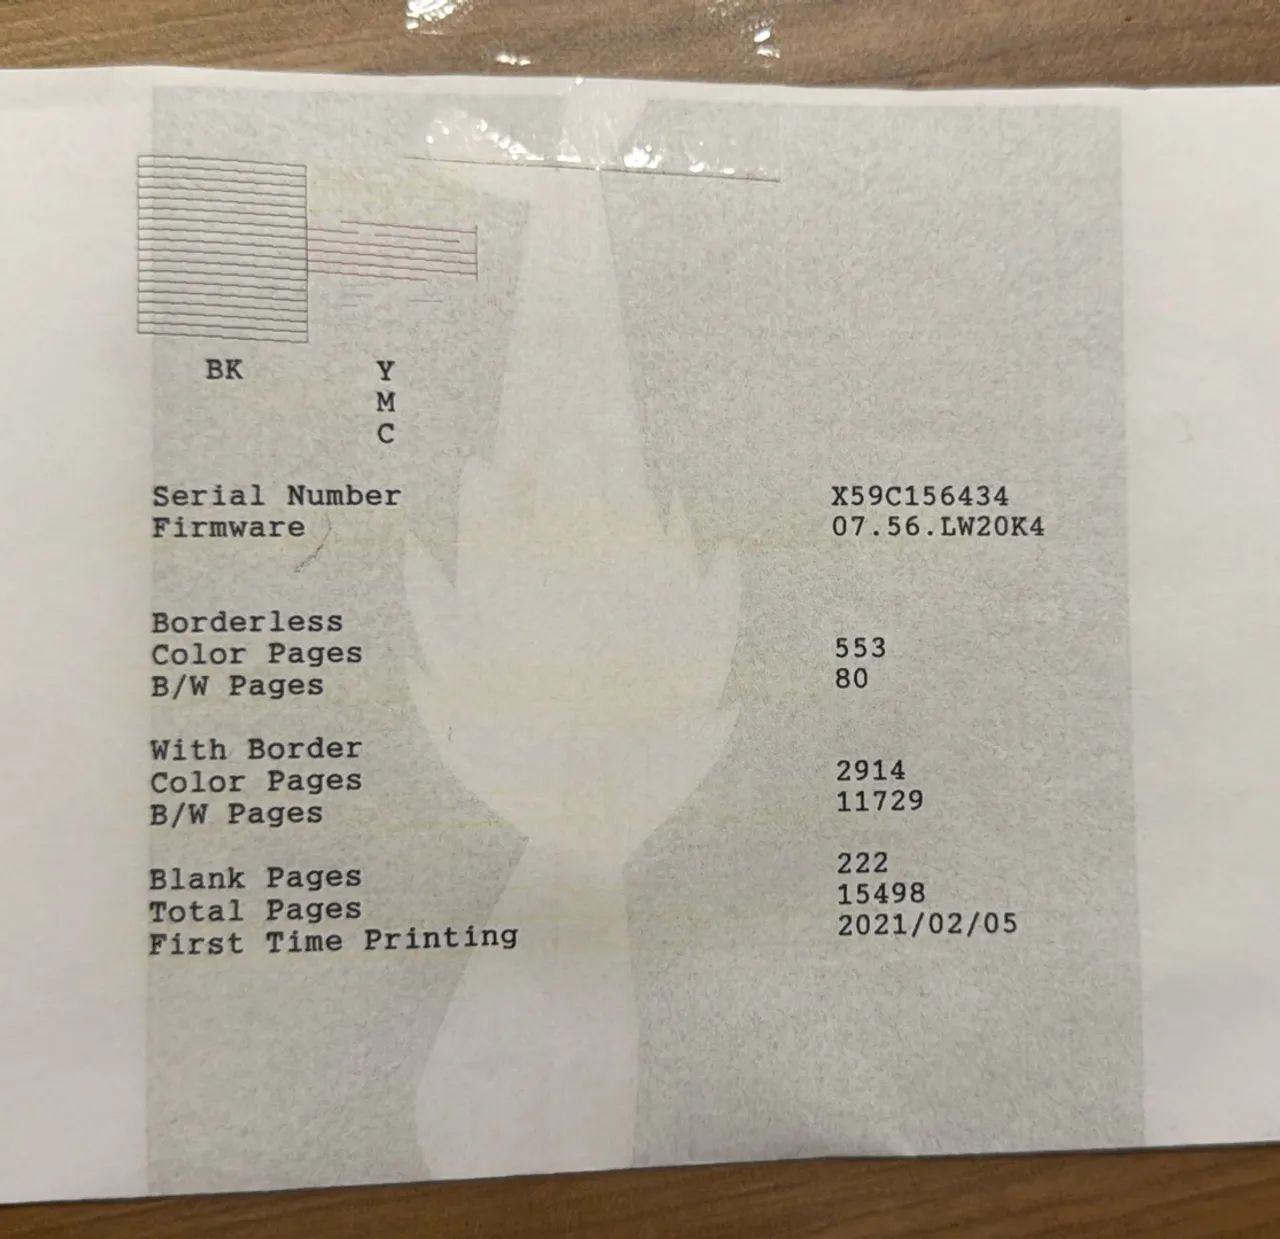 BK Y
M
C
Serial Number X59C156434
Firmware 07.56.LW20K4
Borderless
Color Pages 553
B/W Pages 80
With Border
Color Pages 2914
B/W Pages 11729
Blank Pages 222
Total Pages 15498
First Time Printing 2021/02/05